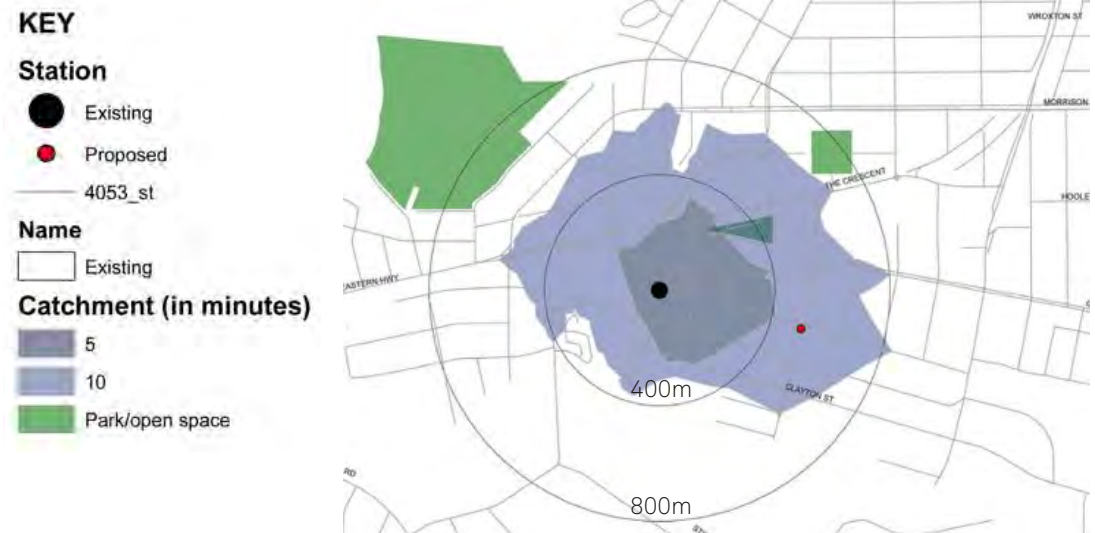 KEY
Station
Existing
Proposed
4053_st
Name
Existing
Catchment (in minutes)
5
10
Park/open space
WROXTON ST
MORRISON
THE CRESCENT
HOOLE
EASTERN HWY
400m
CLAYTON ST
800m
RD